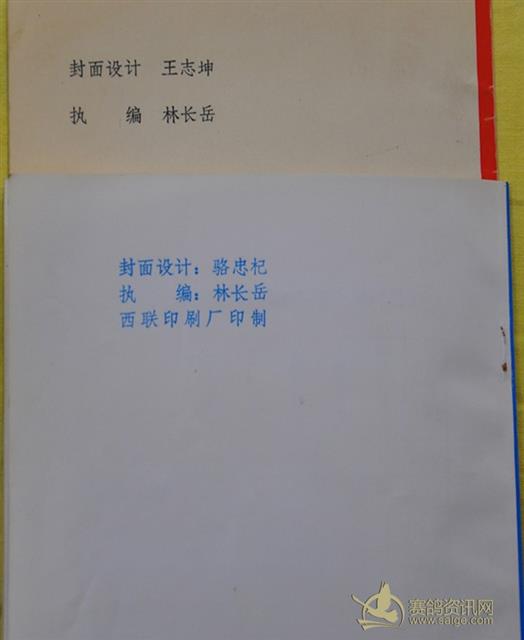 封面设计 王志坤
执 编 林长岳
封面设计：骆忠杞
执 编：林长岳
西联印刷厂印制
赛鸽资讯网
www.saige.com